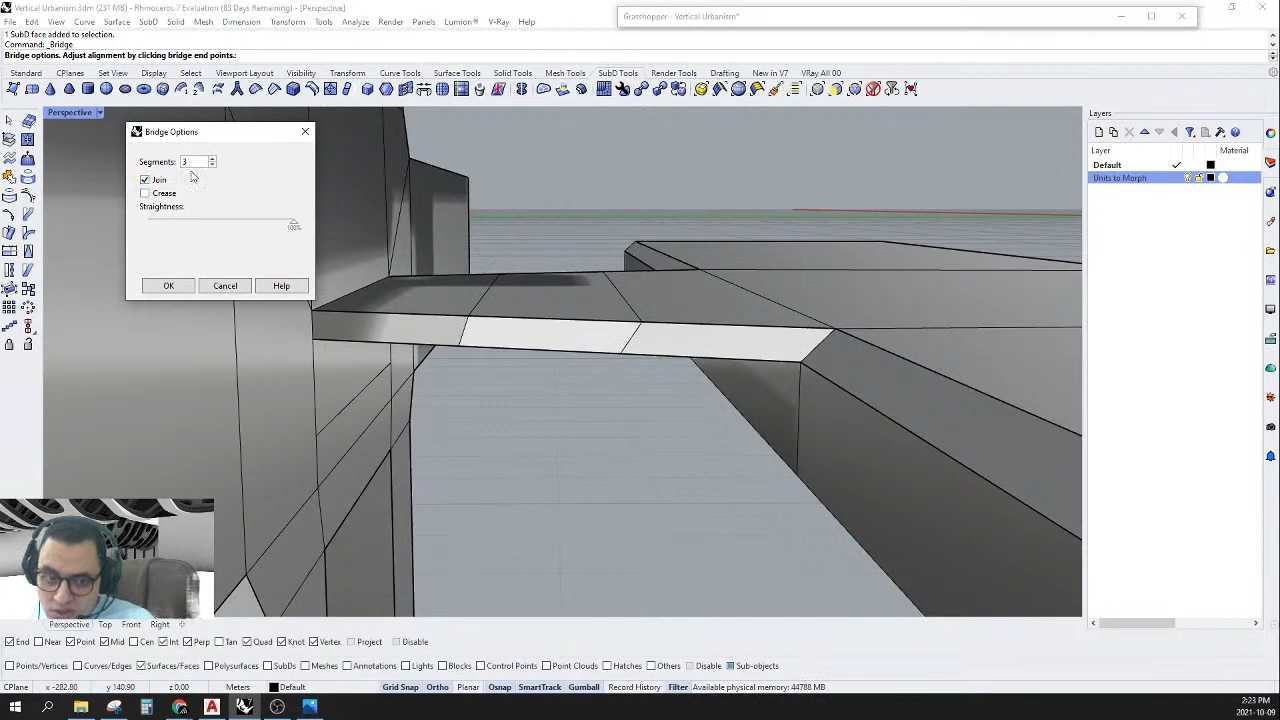 Vertical Urbanism.3dm (231 MB) - Rhinoceros 7 Evaluation (83 Days Remaining) - [Perspective]
Grasshopper - Vertical Urbanism*
File Edit View Curve Surface SubD Solid Mesh Dimension Transform Tools Analyze Render Panels Lumion® V-Ray Window Help
1 SubD face added to selection.
Command: _Bridge
Bridge options. Adjust alignment by clicking bridge end points.:
Standard CPlanes Set View Display Select Viewport Layout Visibility Transform Curve Tools Surface Tools Solid Tools Mesh Tools SubD Tools Render Tools Drafting New in V7 VRay All 00
Perspective
Layers
Bridge Options
Layer Material
Segments: 3
Default
Join
Units to Morph
Crease
Straightness:
100%
OK Cancel Help
Perspective Top Front Right
End Near Point Mid Cen Int Perp Tan Quad Knot Vertex Project Disable
Points/Vertices Curves/Edges Surfaces/Faces Polysurfaces SubDs Meshes Annotations Lights Blocks Control Points Point Clouds Hatches Others Disable Sub-objects
CPlane x -282.80 y 140.90 z 0.00 Meters Default Grid Snap Ortho Planar Osnap SmartTrack Gumball Record History Filter Available physical memory: 44788 MB
2:23 PM
2021-10-09